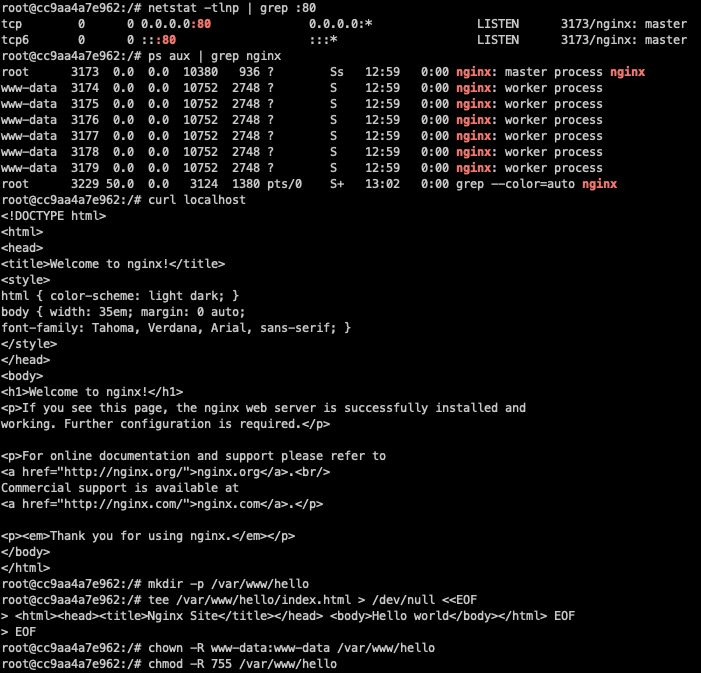 root@cc9aa4a7e962:/# netstat -tlnp | grep :80
tcp        0      0 0.0.0.0:80              0.0.0.0:*               LISTEN      3173/nginx: master
tcp6       0      0 :::80                   :::*                    LISTEN      3173/nginx: master
root@cc9aa4a7e962:/# ps aux | grep nginx
root      3173  0.0  0.0  10380   936 ?        Ss   12:59   0:00 nginx: master process nginx
www-data  3174  0.0  0.0  10752  2748 ?        S    12:59   0:00 nginx: worker process
www-data  3175  0.0  0.0  10752  2748 ?        S    12:59   0:00 nginx: worker process
www-data  3176  0.0  0.0  10752  2748 ?        S    12:59   0:00 nginx: worker process
www-data  3177  0.0  0.0  10752  2748 ?        S    12:59   0:00 nginx: worker process
www-data  3178  0.0  0.0  10752  2748 ?        S    12:59   0:00 nginx: worker process
www-data  3179  0.0  0.0  10752  2748 ?        S    12:59   0:00 nginx: worker process
root      3229 50.0  0.0   3124  1380 pts/0    S+   13:02   0:00 grep --color=auto nginx
root@cc9aa4a7e962:/# curl localhost
<!DOCTYPE html>
<html>
<head>
<title>Welcome to nginx!</title>
<style>
html { color-scheme: light dark; }
body { width: 35em; margin: 0 auto;
font-family: Tahoma, Verdana, Arial, sans-serif; }
</style>
</head>
<body>
<h1>Welcome to nginx!</h1>
<p>If you see this page, the nginx web server is successfully installed and
working. Further configuration is required.</p>

<p>For online documentation and support please refer to
<a href="http://nginx.org/">nginx.org</a>.<br/>
Commercial support is available at
<a href="http://nginx.com/">nginx.com</a>.</p>

<p><em>Thank you for using nginx.</em></p>
</body>
</html>
root@cc9aa4a7e962:/# mkdir -p /var/www/hello
root@cc9aa4a7e962:/# tee /var/www/hello/index.html > /dev/null <<EOF
> <html><head><title>Nginx Site</title></head> <body>Hello world</body></html> EOF
> EOF
root@cc9aa4a7e962:/# chown -R www-data:www-data /var/www/hello
root@cc9aa4a7e962:/# chmod -R 755 /var/www/hello